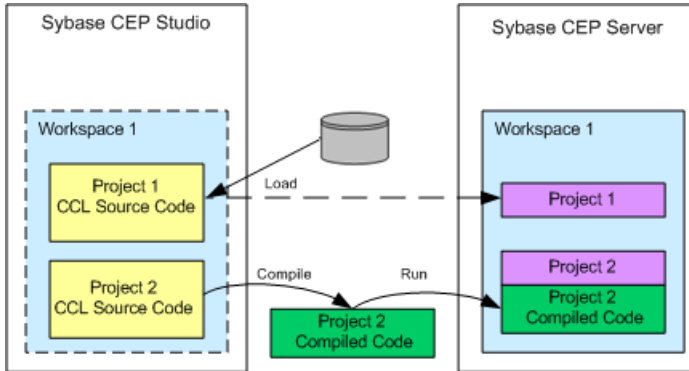 Sybase CEP Studio
Workspace 1
Project 1
CCL Source Code
Project 2
CCL Source Code
Load
Compile
Run
Project 2
Compiled Code
Sybase CEP Server
Workspace 1
Project 1
Project 2
Project 2
Compiled Code